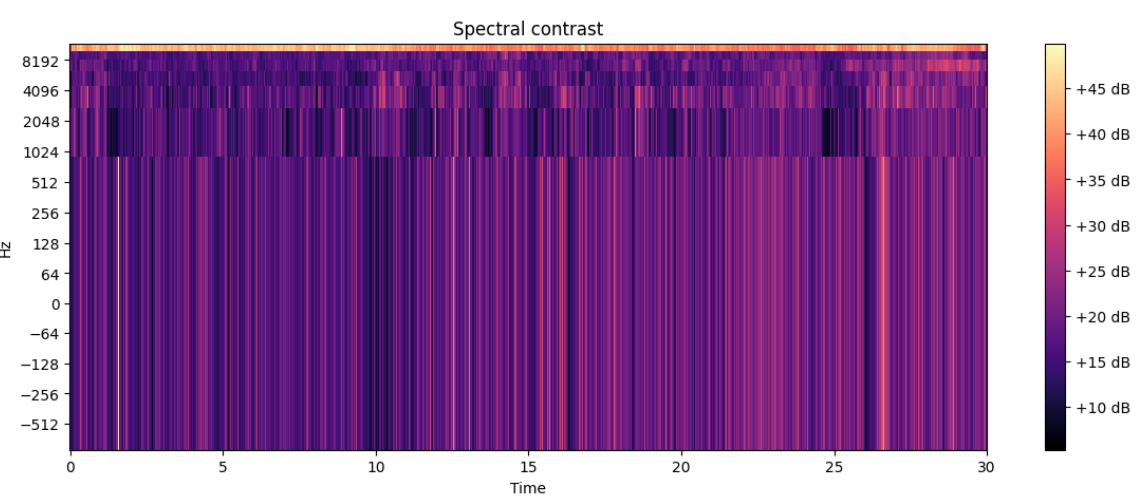 Spectral contrast
8192
4096
2048
1024
512
256
128
64
0
−64
−128
−256
−512
Hz
0 5 10 15 20 25 30
Time
+45 dB
+40 dB
+35 dB
+30 dB
+25 dB
+20 dB
+15 dB
+10 dB